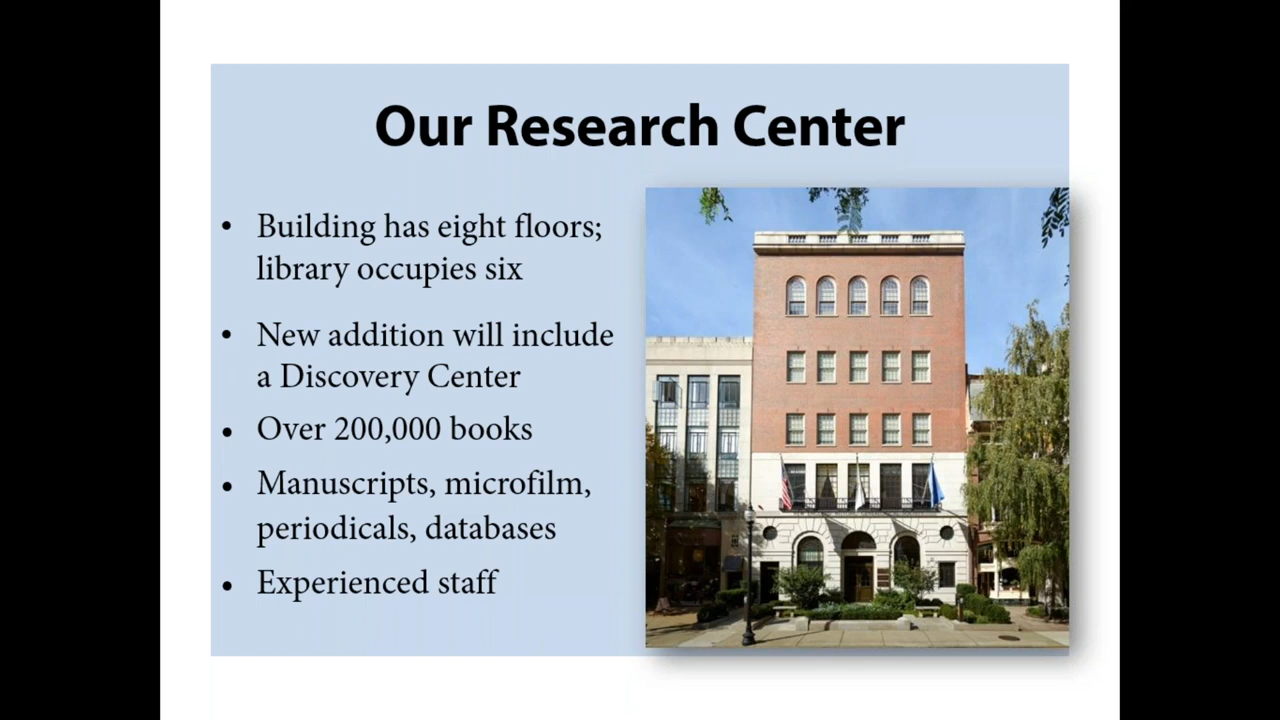 Our Research Center
• Building has eight floors;
library occupies six
• New addition will include
a Discovery Center
• Over 200,000 books
• Manuscripts, microfilm,
periodicals, databases
• Experienced staff